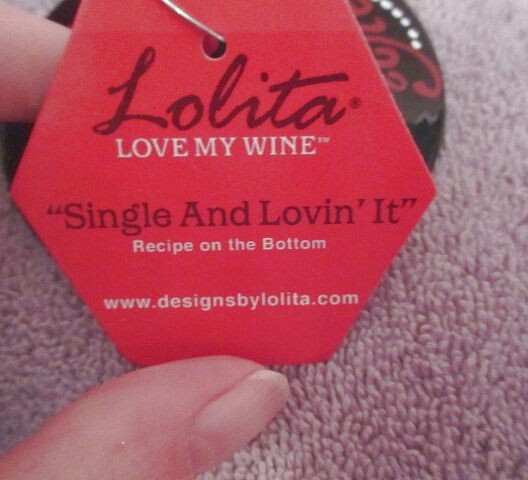 Lolita®
LOVE MY WINE™
“Single And Lovin’ It”
Recipe on the Bottom
www.designsbylolita.com